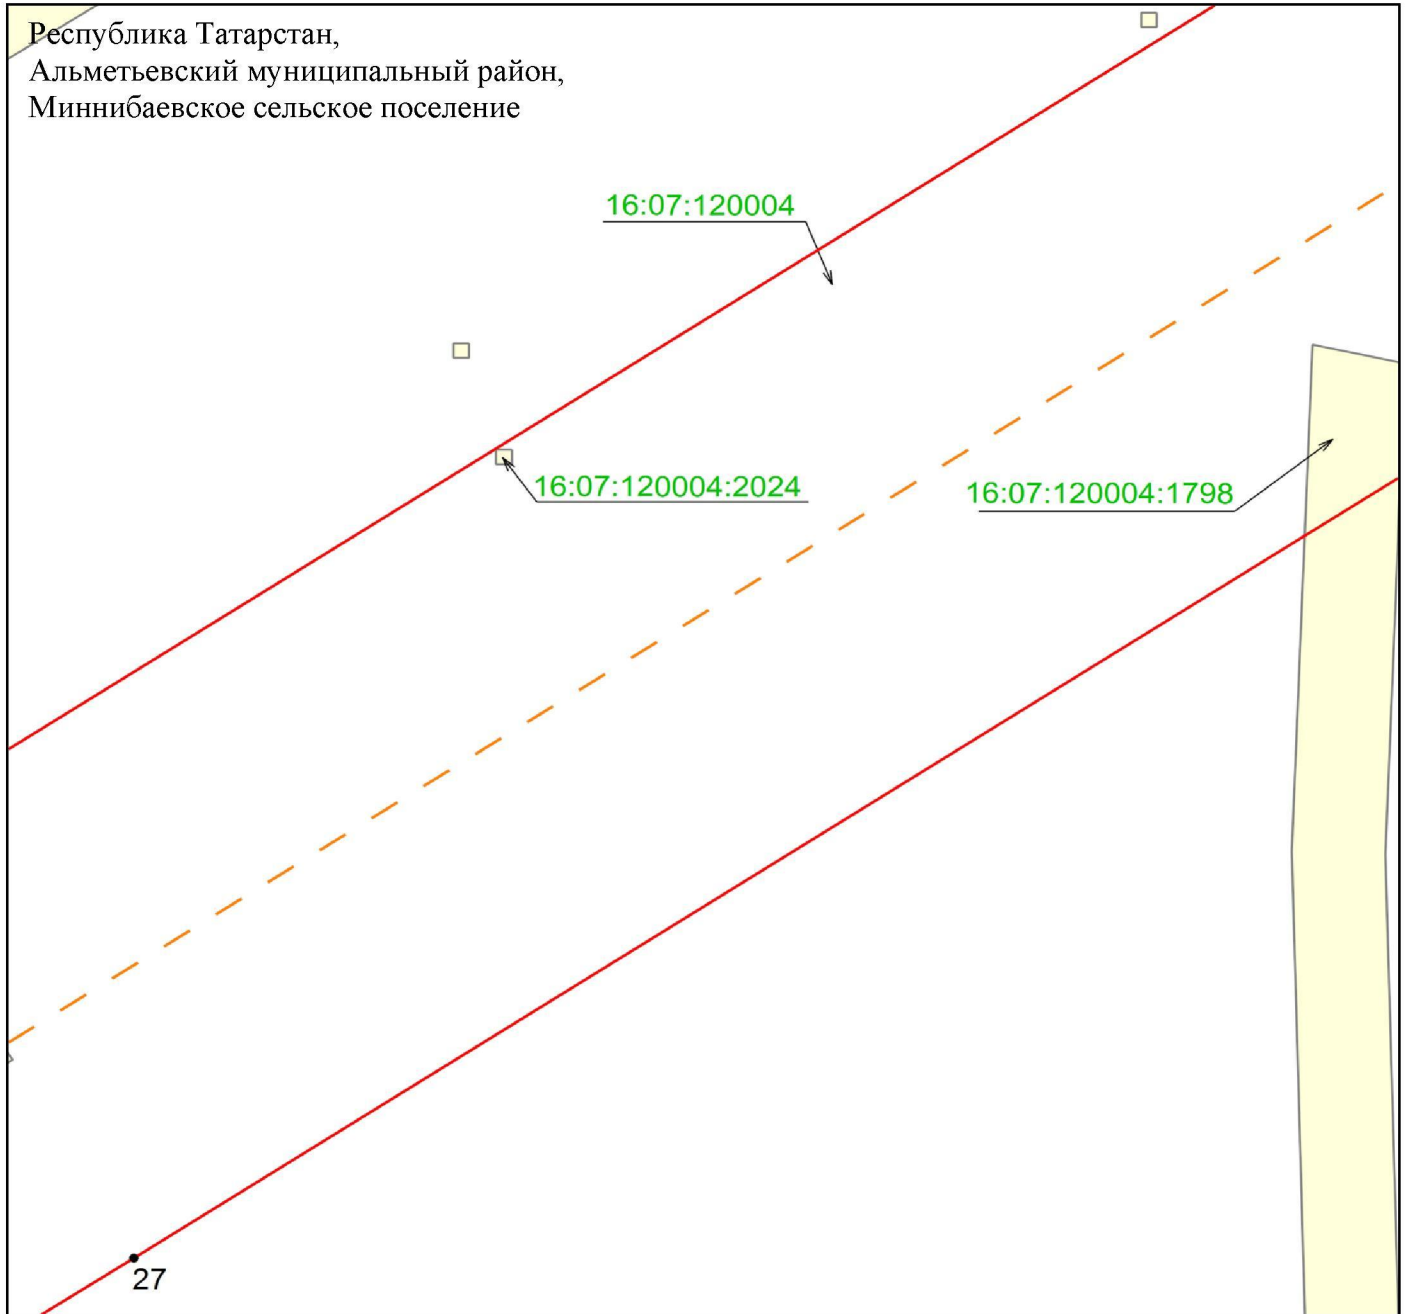 Республика Татарстан,
Альметьевский муниципальный район,
Миннибаевское сельское поселение
16:07:120004
16:07:120004:2024
16:07:120004:1798
27